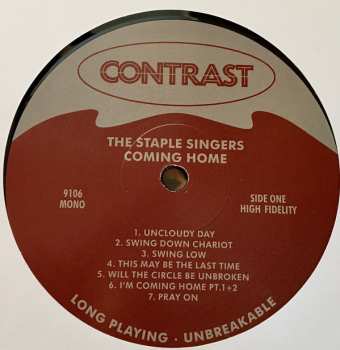 CONTRAST
THE STAPLE SINGERS
COMING HOME
9106
MONO
SIDE ONE
HIGH FIDELITY
1. UNCLOUDY DAY
2. SWING DOWN CHARIOT
3. SWING LOW
4. THIS MAY BE THE LAST TIME
5. WILL THE CIRCLE BE UNBROKEN
6. I'M COMING HOME PT.1+2
7. PRAY ON
LONG PLAYING · UNBREAKABLE